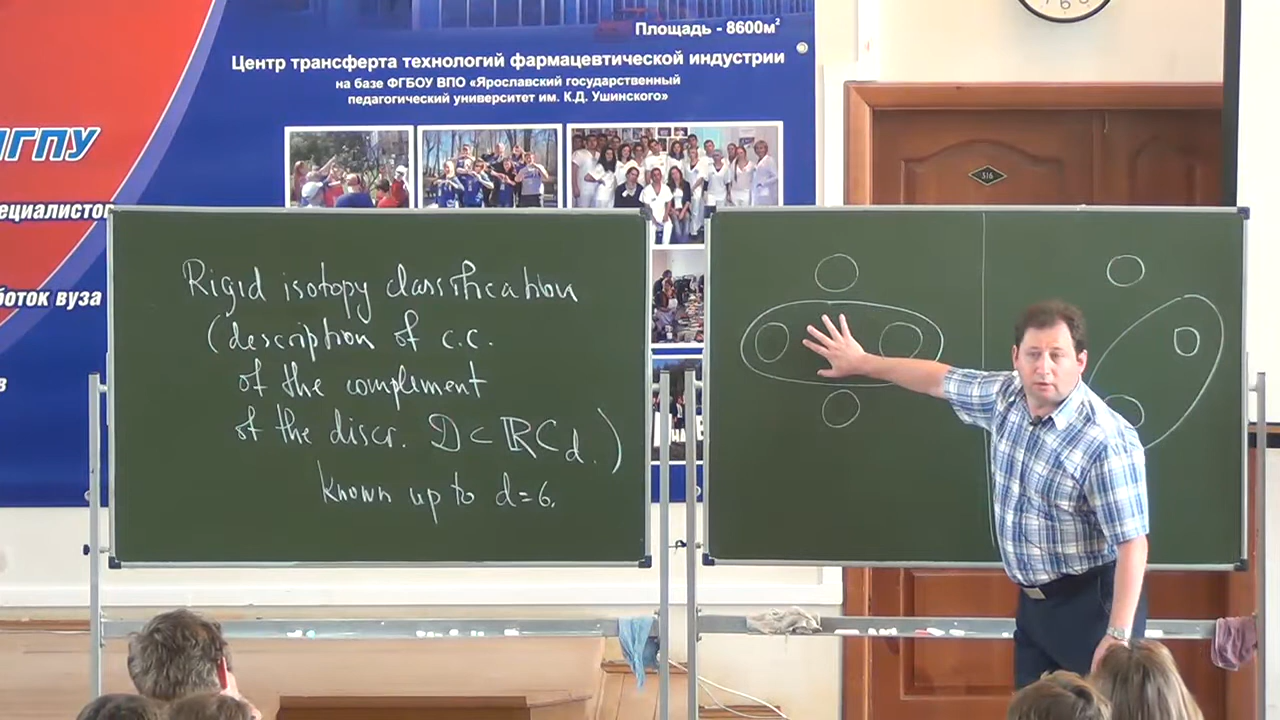 Площадь - 8600м²
Центр трансферта технологий фармацевтической индустрии
на базе ФГБОУ ВПО «Ярославский государственный
педагогический университет им. К.Д. Ушинского»
ЯГПУ
ециалистов
боток вуза
в
316
Rigid isotopy classification
(description of c.c.
of the complement
of the discr. D ⊂ ℝC_d.)
known up to d=6.